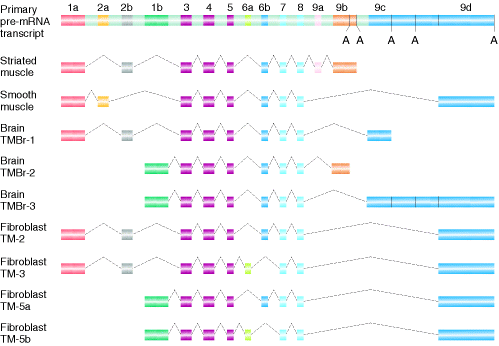 Primary 1a 2a 2b 1b 3 4 5 6a 6b 7 8 9a 9b 9c 9d
pre-mRNA
transcript
A A A A A
Striated
muscle
Smooth
muscle
Brain
TMBr-1
Brain
TMBr-2
Brain
TMBr-3
Fibroblast
TM-2
Fibroblast
TM-3
Fibroblast
TM-5a
Fibroblast
TM-5b